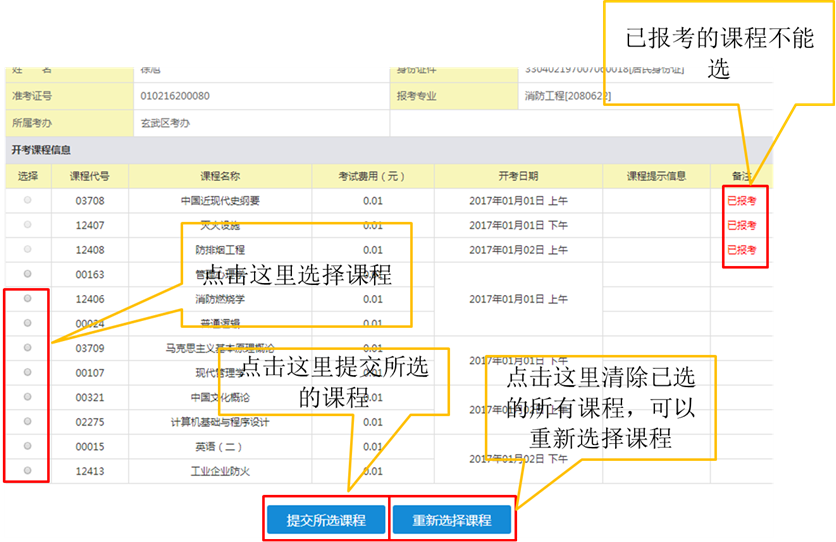 已报考的课程不能
选
姓 名 徐旭 身份证件 330402197007060018[居民身份证]
准考证号 010216200080 报考专业 消防工程[2080622]
所属考办 玄武区考办
开考课程信息
选择 课程代号 课程名称 考试费用（元） 开考日期 课程提示信息 备注
03708 中国近现代史纲要 0.01 2017年01月01日 上午 已报考
12407 灭火设施 0.01 2017年01月01日 下午 已报考
12408 防排烟工程 0.01 2017年01月02日 上午 已报考
00163 0.01
点击这里选择课程
12406 消防燃烧学 0.01 2017年01月01日 上午
00024 普通逻辑 0.01
03709 马克思主义基本原理概论 0.01
00107 现代管理学 0.01 2017年01月01日 下午
00321 中国文化概论 0.01 2017年01月02日 上午
02275 计算机基础与程序设计 0.01
00015 英语（二） 0.01 2017年01月02日 下午
12413 工业企业防火 0.01
点击这里提交所选
的课程
点击这里清除已选
的所有课程，可以
重新选择课程
提交所选课程 重新选择课程